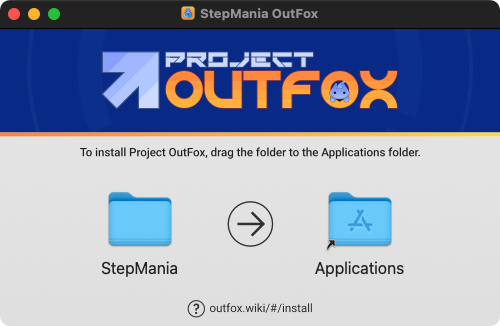 StepMania OutFox
PROJECT
OUTFOX
To install Project OutFox, drag the folder to the Applications folder.
StepMania
Applications
? outfox.wiki/#/install